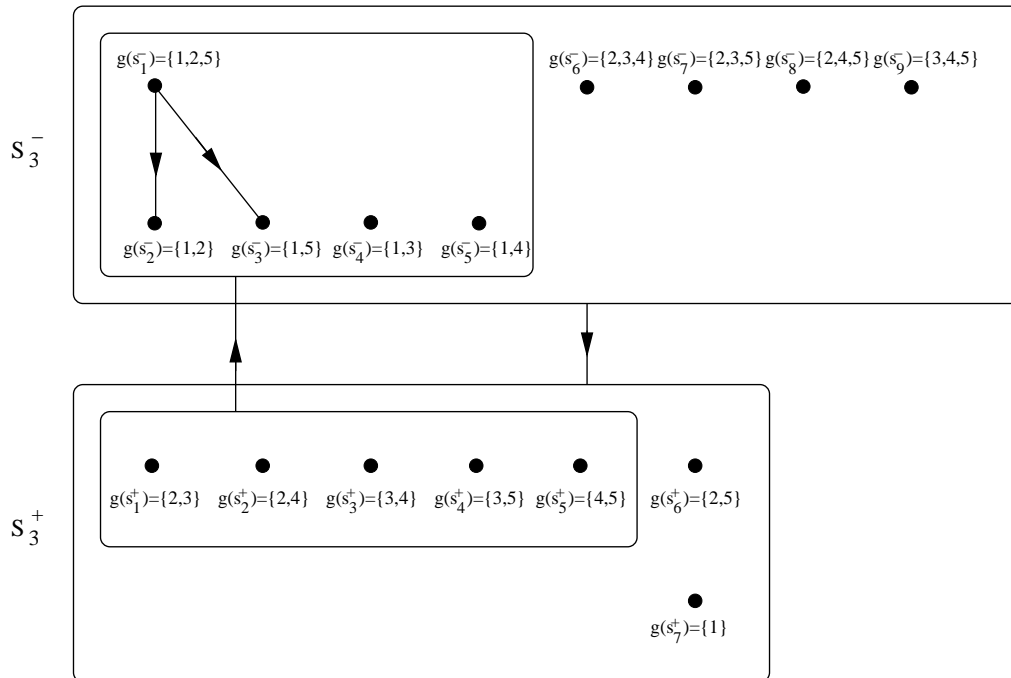 g(s₁⁻)={1,2,5}
g(s₆⁻)={2,3,4} g(s₇⁻)={2,3,5} g(s₈⁻)={2,4,5} g(s₉⁻)={3,4,5}
S₃⁻
g(s₂⁻)={1,2} g(s₃⁻)={1,5} g(s₄⁻)={1,3} g(s₅⁻)={1,4}
g(s₁⁺)={2,3} g(s₂⁺)={2,4} g(s₃⁺)={3,4} g(s₄⁺)={3,5} g(s₅⁺)={4,5} g(s₆⁺)={2,5}
S₃⁺
g(s₇⁺)={1}